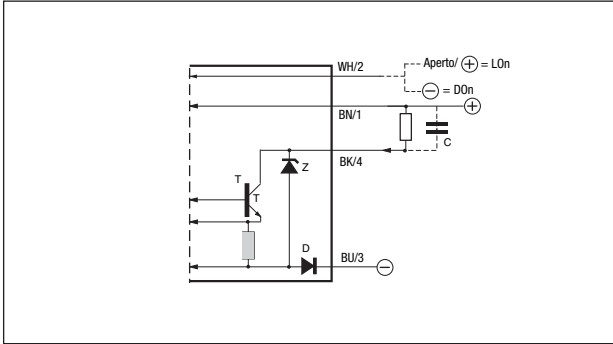 WH/2
Aperto/ + = LOn
− = DOn
BN/1
+
C
BK/4
Z
T
T
D
BU/3
−